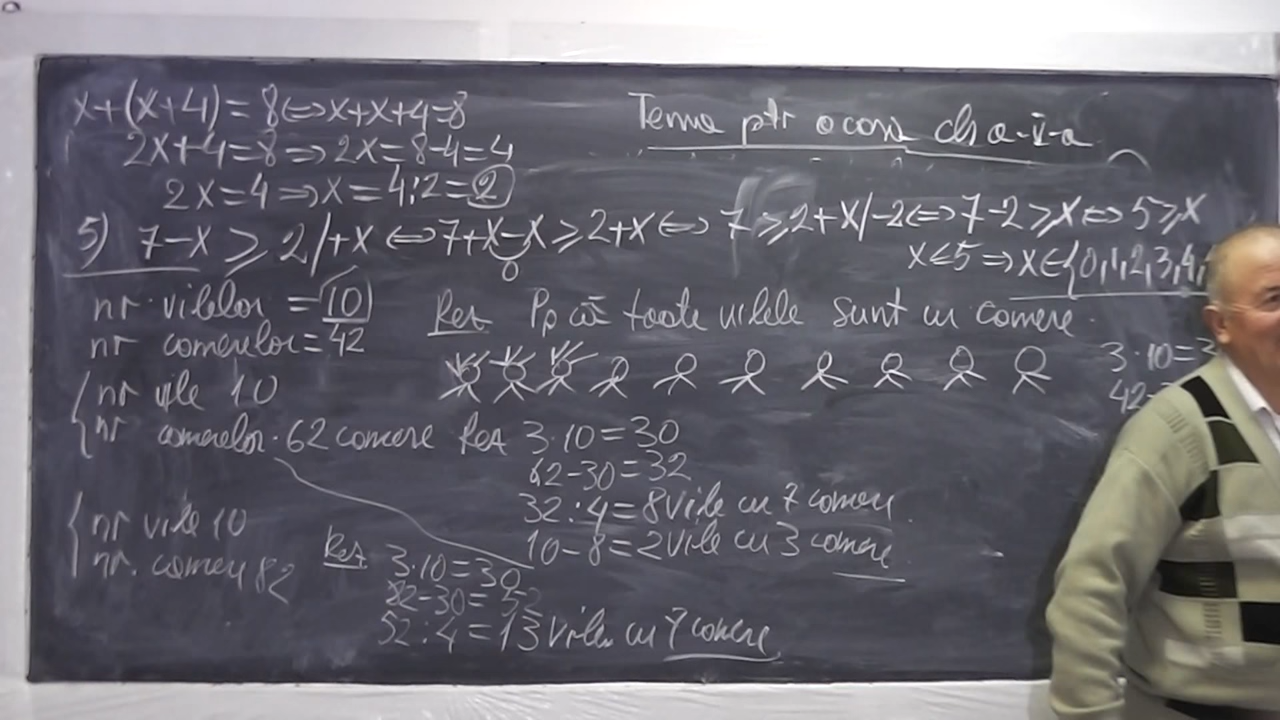 x+(x+4)=8⇔x+x+4=8
2x+4=8⇒2x=8-4=4
2x=4⇒x=4:2=2
Tema ptr acasă cls a-V-a
5) 7-x⩾2/+x⇔7+x-x⩾2+x⇔7⩾2+x/-2⇔7-2⩾x⇔5⩾x
0
x≤5⇒x∈{0,1,2,3,4,
nr vilelor =10
nr camerelor=42
Rez Pp că toate vilele sunt cu 3 camere
3·10=3
42-
nr vile 10
nr camerelor 62 camere Rez 3·10=30
62-30=32
32:4=8 vile cu 7 camere
10-8=2 vile cu 3 camere
nr vile 10
nr. camere 82
Rez 3·10=30
82-30=52
52:4=13 vile cu 7 camere